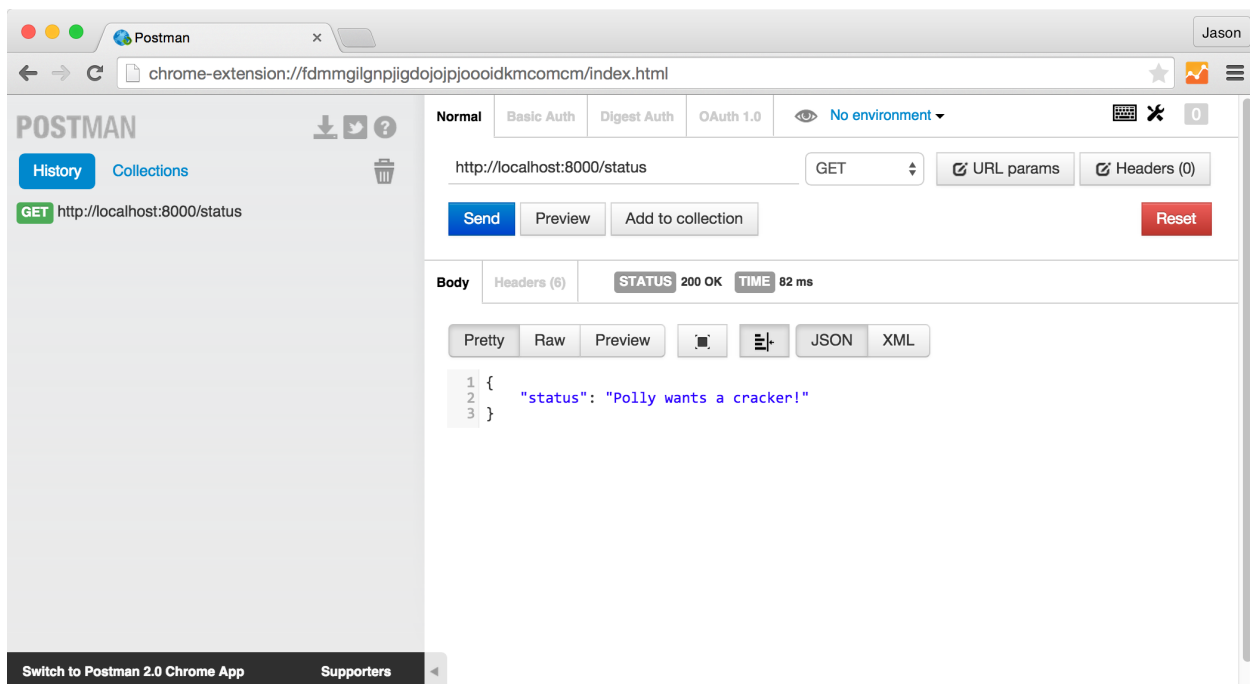 Postman
Jason
chrome-extension://fdmmgilgnpjigdojojpjoooidkmcomcm/index.html
POSTMAN
History Collections
GET http://localhost:8000/status
Switch to Postman 2.0 Chrome App Supporters
Normal Basic Auth Digest Auth OAuth 1.0 No environment 0
http://localhost:8000/status GET URL params Headers (0)
Send Preview Add to collection Reset
Body Headers (6) STATUS 200 OK TIME 82 ms
Pretty Raw Preview JSON XML
1 {
2 "status": "Polly wants a cracker!"
3 }